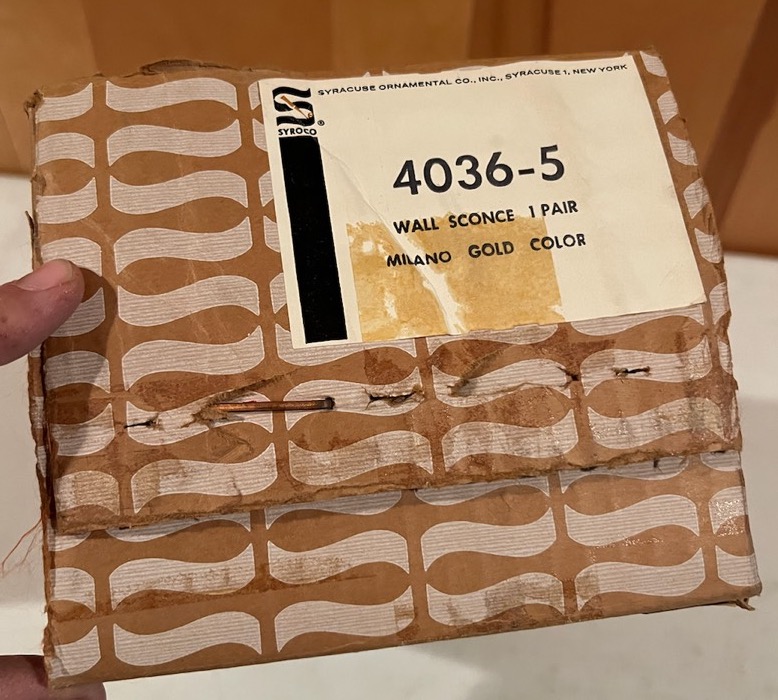 SYRACUSE ORNAMENTAL CO., INC., SYRACUSE 1, NEW YORK
SYROCO®
4036-5
WALL SCONCE 1 PAIR
MILANO GOLD COLOR